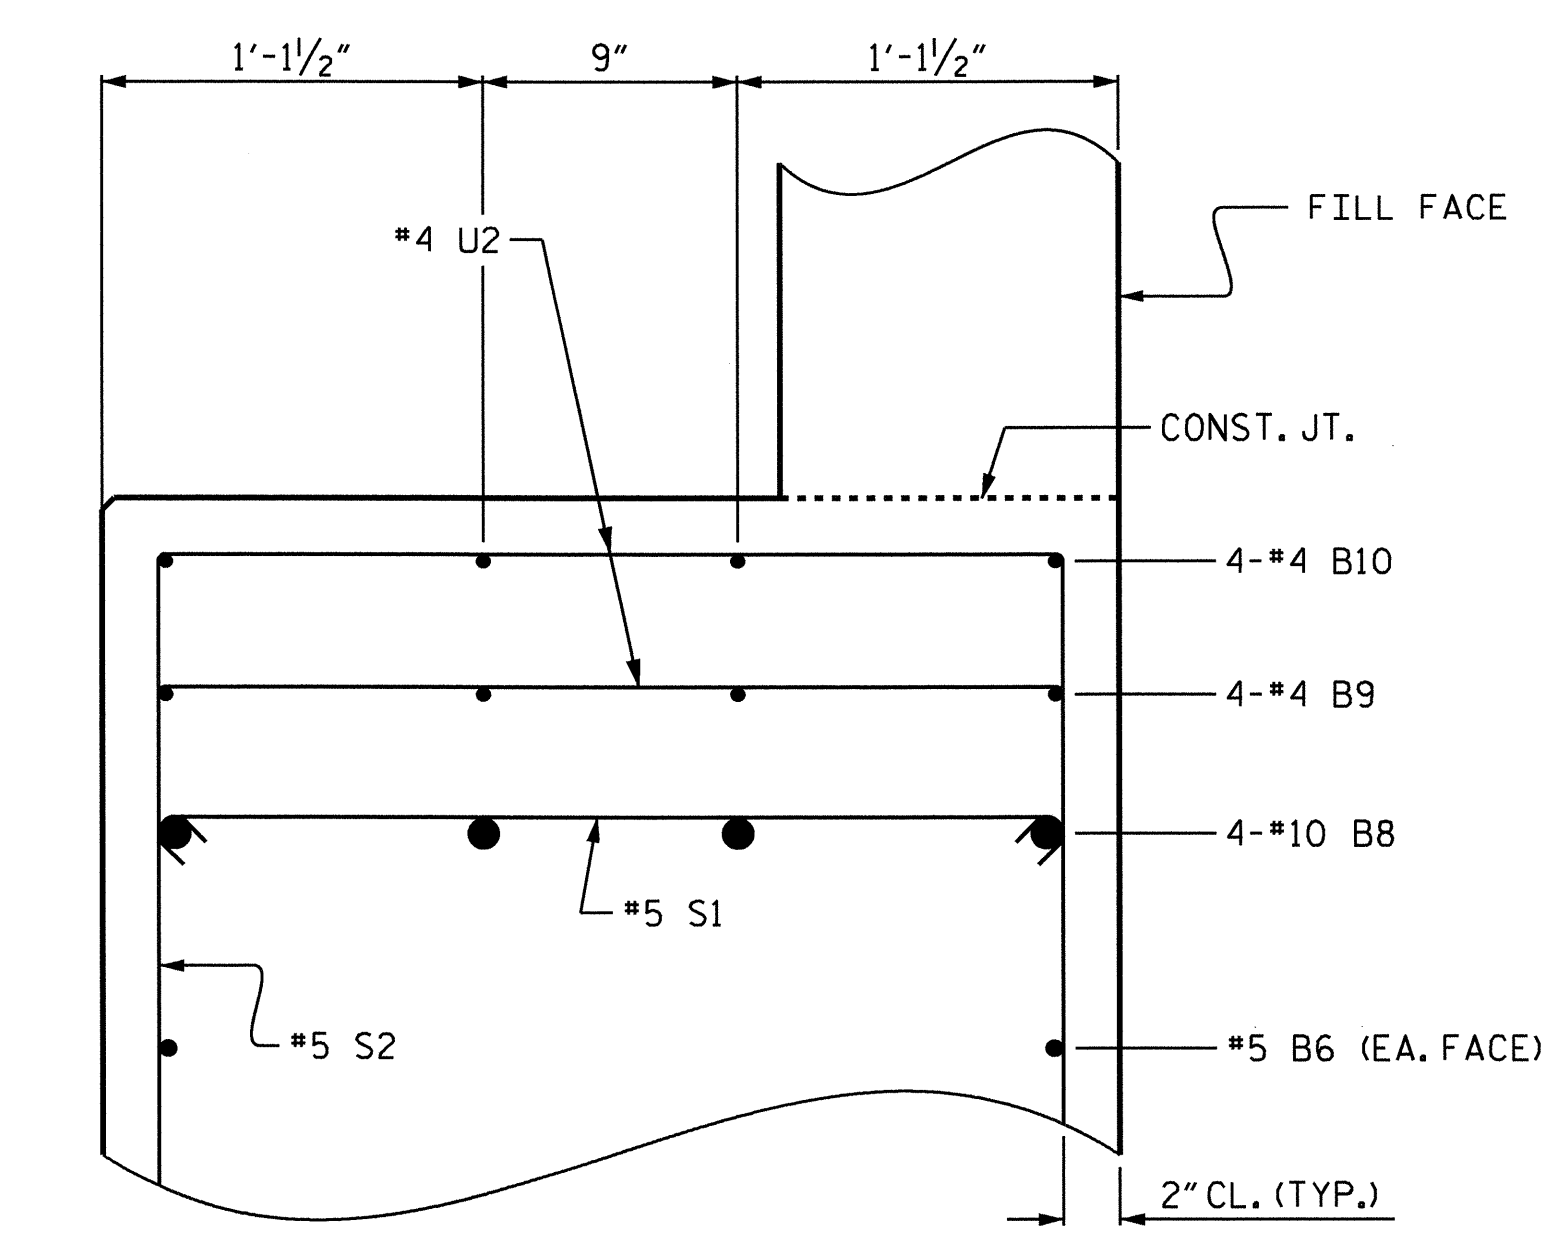 1'-1½"
9"
1'-1½"
FILL FACE
#4 U2
CONST. JT.
4-#4 B10
4-#4 B9
4-#10 B8
#5 S1
#5 S2
#5 B6 (EA. FACE)
2" CL. (TYP.)